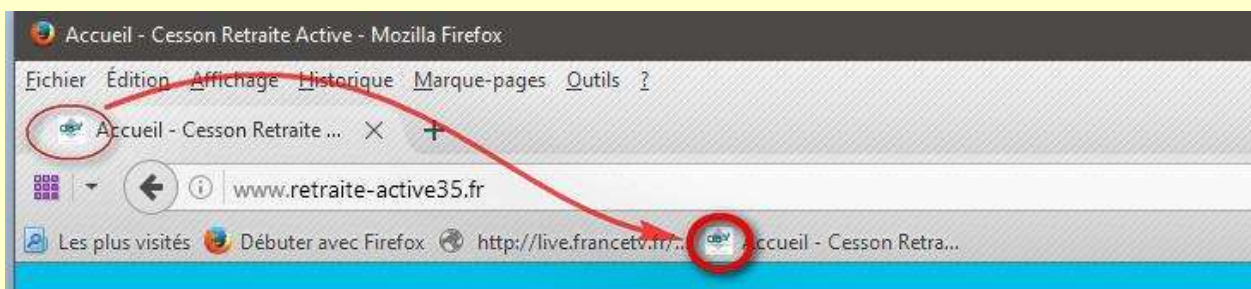 Accueil - Cesson Retraite Active - Mozilla Firefox
Fichier Édition Affichage Historique Marque-pages Outils ?
Accueil - Cesson Retraite ...
www.retraite-active35.fr
Les plus visités Débuter avec Firefox http://live.francetv.fr/... Accueil - Cesson Retra...